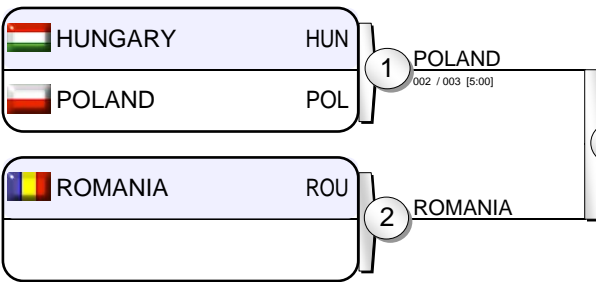 HUNGARY HUN
POLAND POL
1
POLAND
002 / 003 [5:00]
ROMANIA ROU
2
ROMANIA